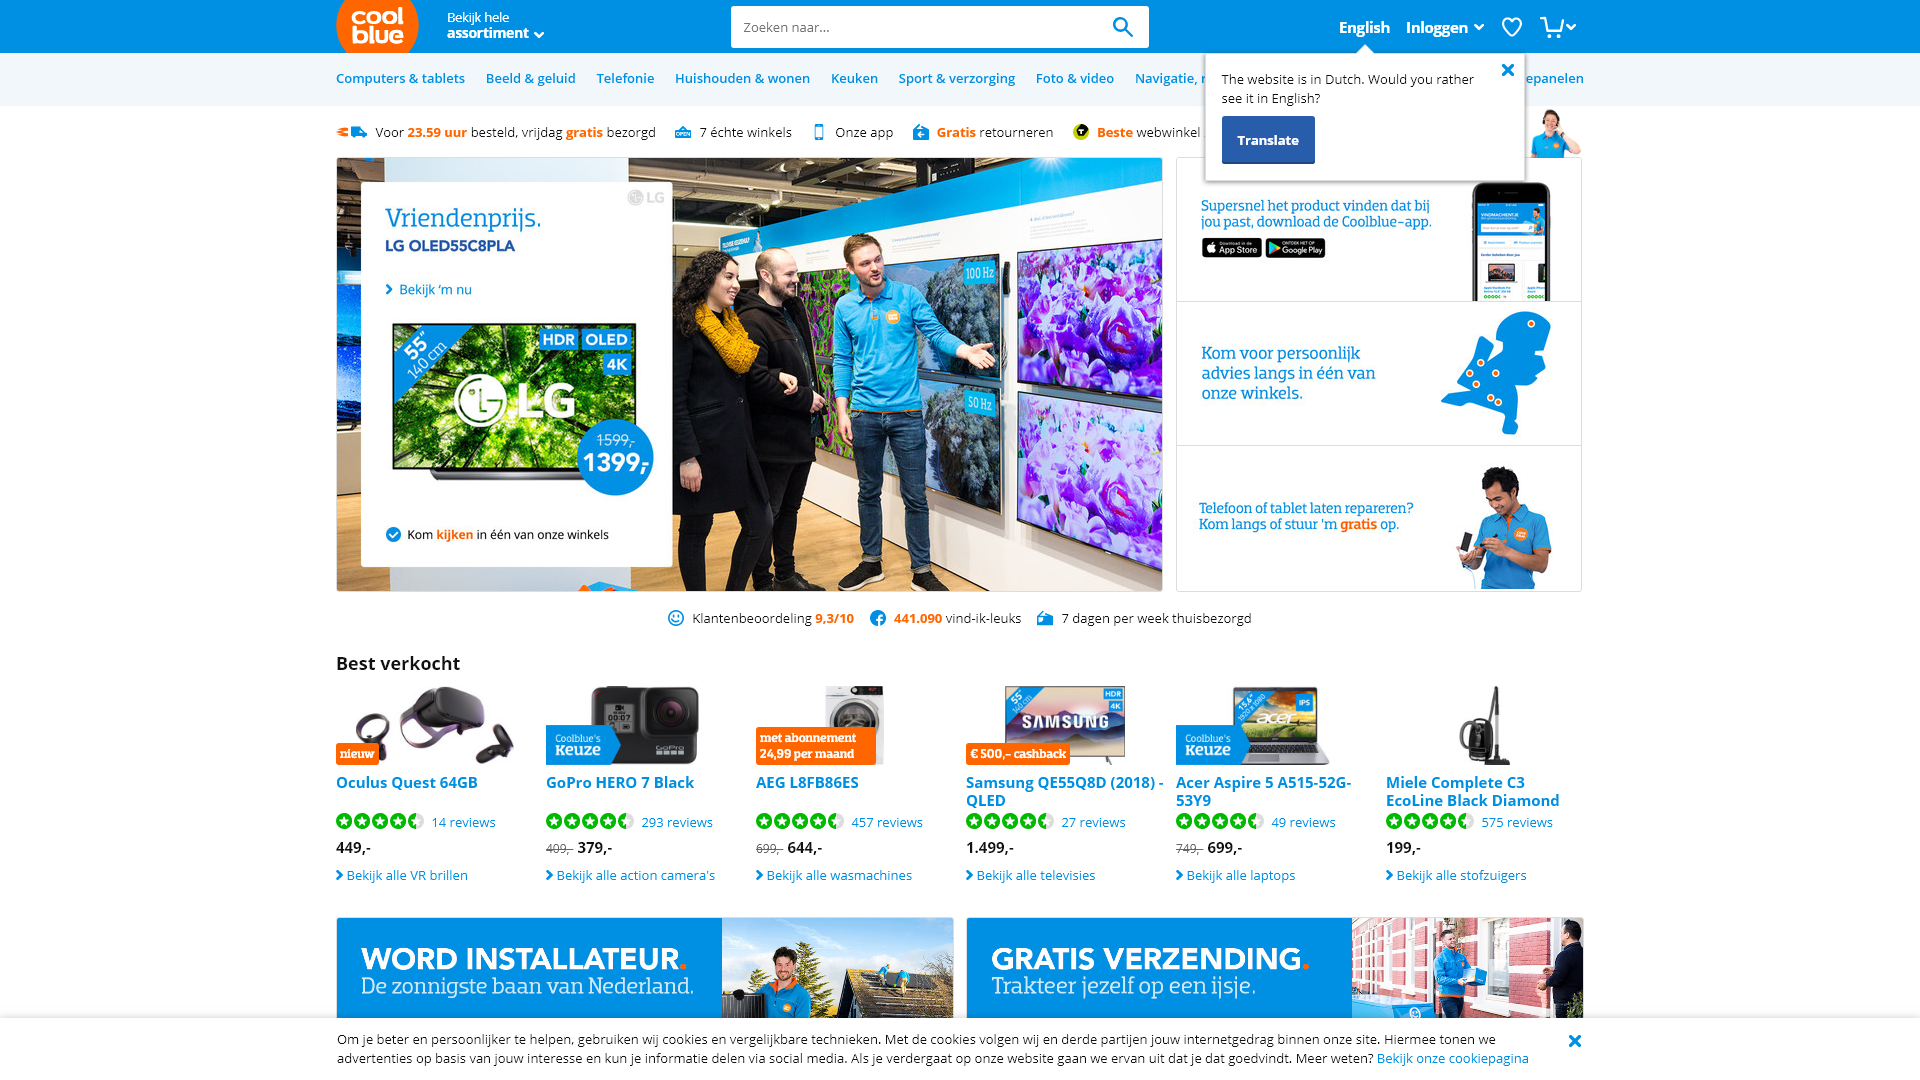 cool
blue
Bekijk hele
assortiment
Zoeken naar...
English
Inloggen
Computers & tablets
Beeld & geluid
Telefonie
Huishouden & wonen
Keuken
Sport & verzorging
Foto & video
Navigatie,
epanelen
The website is in Dutch. Would you rather
see it in English?
Translate
Voor 23.59 uur besteld, vrijdag gratis bezorgd
OPEN
7 échte winkels
Onze app
Gratis retourneren
Beste webwinkel
LG
Vriendenprijs.
LG OLED55C8PLA
Bekijk 'm nu
55"
140 cm
HDR
OLED
4K
LG
1599,-
1399,-
Kom kijken in één van onze winkels
100 Hz
50 Hz
Supersnel het product vinden dat bij
jou past, download de Coolblue-app.
App Store
Google Play
Kom voor persoonlijk
advies langs in één van
onze winkels.
Telefoon of tablet laten repareren?
Kom langs of stuur 'm gratis op.
Klantenbeoordeling 9,3/10
441.090 vind-ik-leuks
7 dagen per week thuisbezorgd
Best verkocht
nieuw
Oculus Quest 64GB
14 reviews
449,-
Bekijk alle VR brillen
00:07
GoPro
Coolblue's
Keuze
GoPro HERO 7 Black
293 reviews
409,- 379,-
Bekijk alle action camera's
met abonnement
24,99 per maand
AEG L8FB86ES
457 reviews
699,- 644,-
Bekijk alle wasmachines
55"
140 cm
HDR
4K
SAMSUNG
€ 500,- cashback
Samsung QE55Q8D (2018) -
QLED
27 reviews
1.499,-
Bekijk alle televisies
15,6"
1920 x 1080
IPS
acer
Coolblue's
Keuze
Acer Aspire 5 A515-52G-
53Y9
49 reviews
749,- 699,-
Bekijk alle laptops
Miele Complete C3
EcoLine Black Diamond
575 reviews
199,-
Bekijk alle stofzuigers
WORD INSTALLATEUR.
De zonnigste baan van Nederland.
GRATIS VERZENDING.
Trakteer jezelf op een ijsje.
Om je beter en persoonlijker te helpen, gebruiken wij cookies en vergelijkbare technieken. Met de cookies volgen wij en derde partijen jouw internetgedrag binnen onze site. Hiermee tonen we
advertenties op basis van jouw interesse en kun je informatie delen via social media. Als je verdergaat op onze website gaan we ervan uit dat je dat goedvindt. Meer weten? Bekijk onze cookiepagina